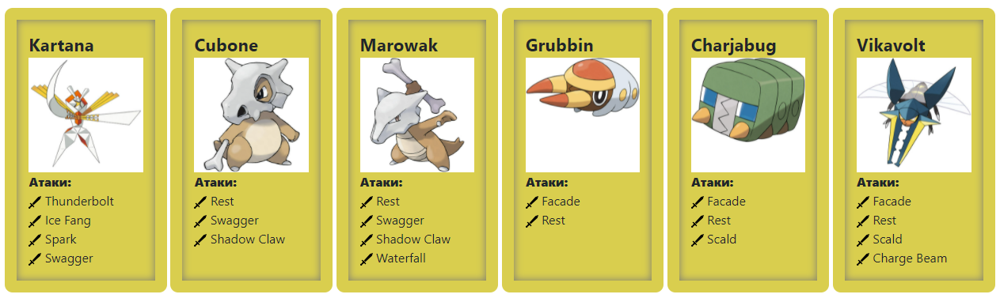 Kartana
Атаки:
Thunderbolt
Ice Fang
Spark
Swagger
Cubone
Атаки:
Rest
Swagger
Shadow Claw
Marowak
Атаки:
Rest
Swagger
Shadow Claw
Waterfall
Grubbin
Атаки:
Facade
Rest
Charjabug
Атаки:
Facade
Rest
Scald
Vikavolt
Атаки:
Facade
Rest
Scald
Charge Beam